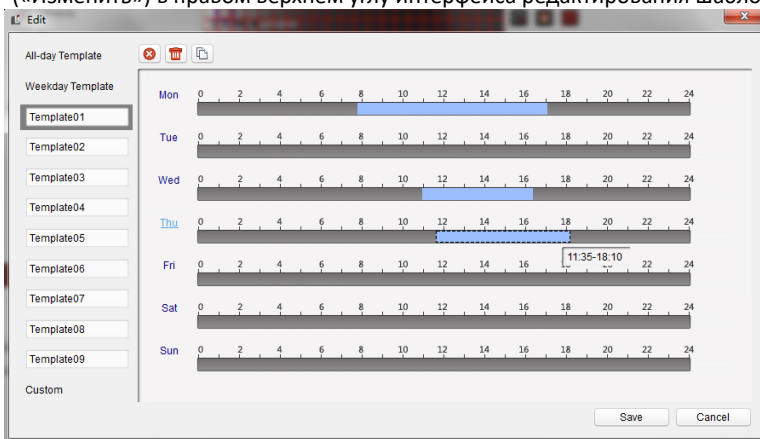 («Изменить») в правом верхнем углу интерфейса редактирования шабло
Edit
All-day Template
Weekday Template
Template01
Template02
Template03
Template04
Template05
Template06
Template07
Template08
Template09
Custom
Mon 0 2 4 6 8 10 12 14 16 18 20 22 24
Tue 0 2 4 6 8 10 12 14 16 18 20 22 24
Wed 0 2 4 6 8 10 12 14 16 18 20 22 24
Thu 0 2 4 6 8 10 12 14 16 18 20 22 24
11:35-18:10
Fri 0 2 4 6 8 10 12 14 16 22 24
Sat 0 2 4 6 8 10 12 14 16 18 20 22 24
Sun 0 2 4 6 8 10 12 14 16 18 20 22 24
Save Cancel